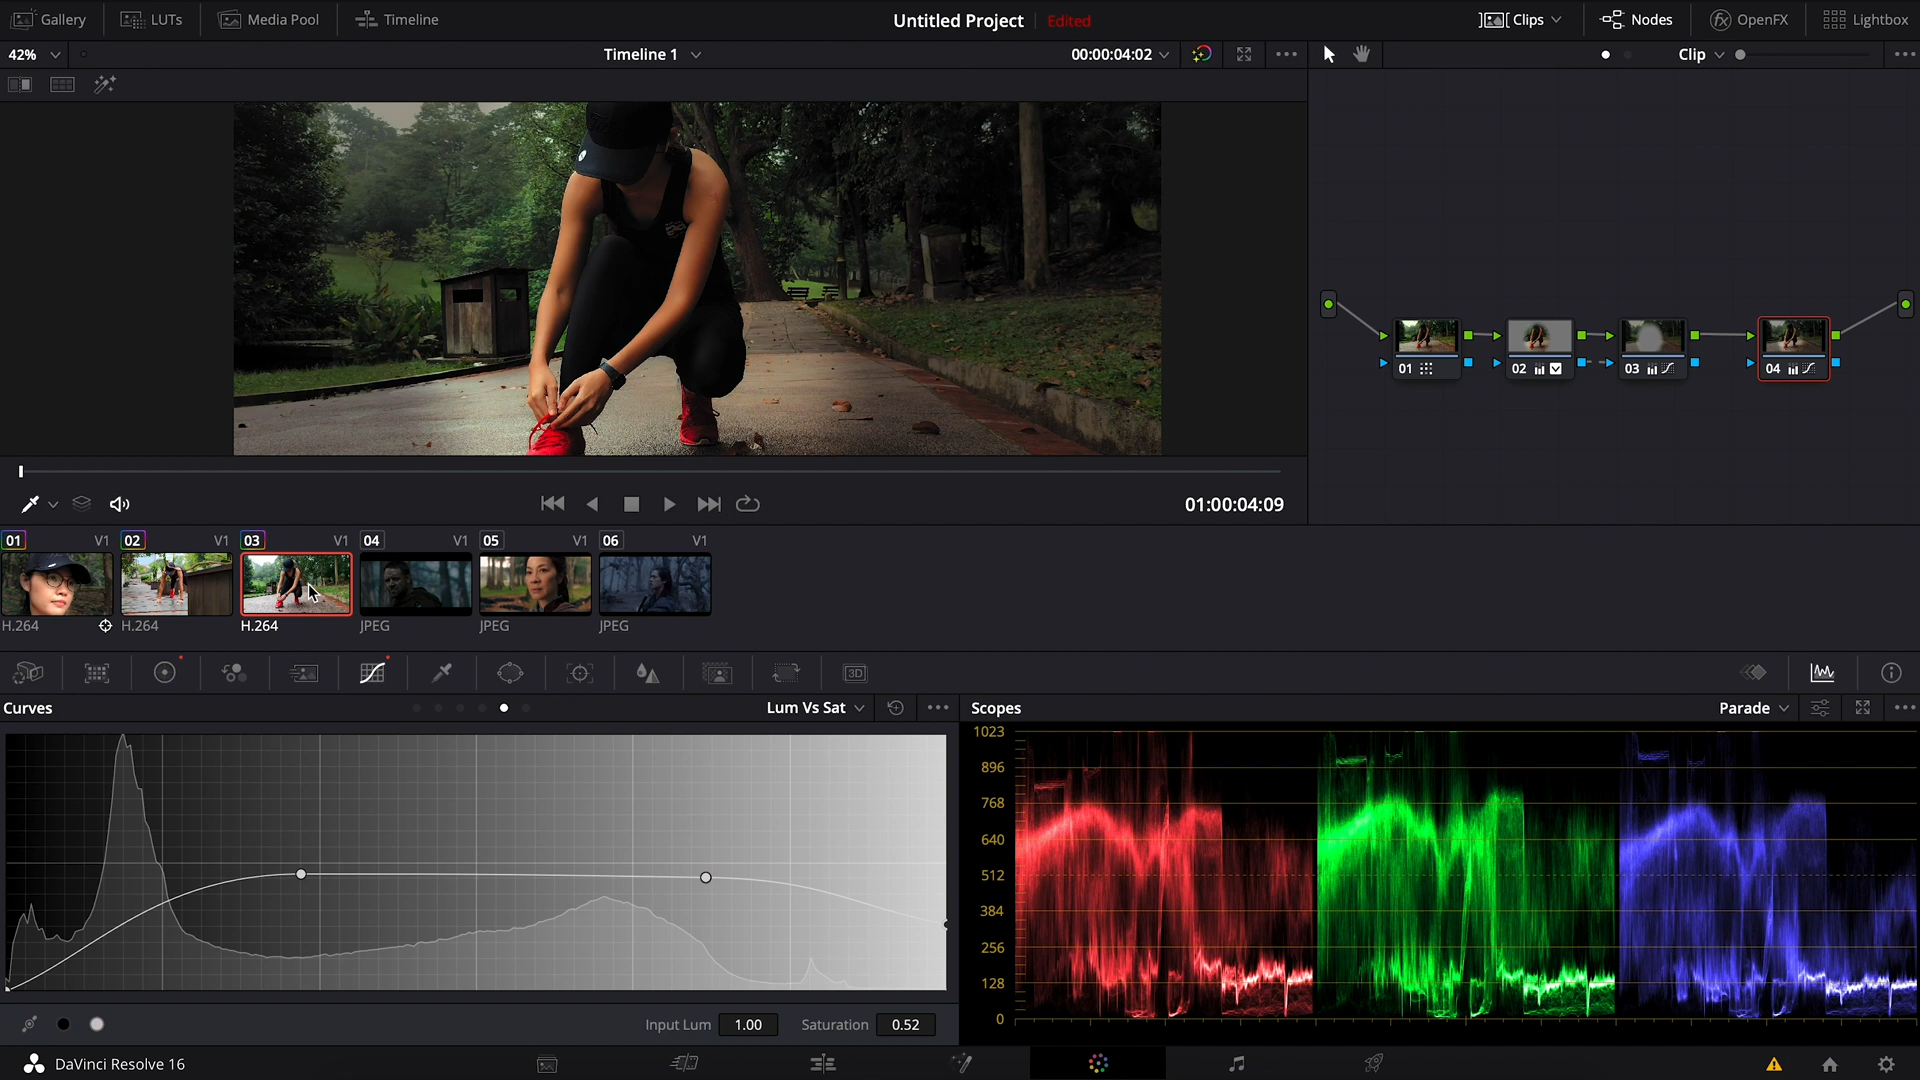 Gallery LUTs Media Pool Timeline Untitled Project Edited Clips Nodes OpenFX Lightbox
42% Timeline 1 00:00:04:02 Clip
01 02 03 04
01:00:04:09
01 V1 02 V1 03 V1 04 V1 05 V1 06 V1
H.264 H.264 H.264 JPEG JPEG JPEG
3D
Curves Lum Vs Sat Scopes Parade
1023
896
768
640
512
384
256
128
0
Input Lum 1.00 Saturation 0.52
DaVinci Resolve 16